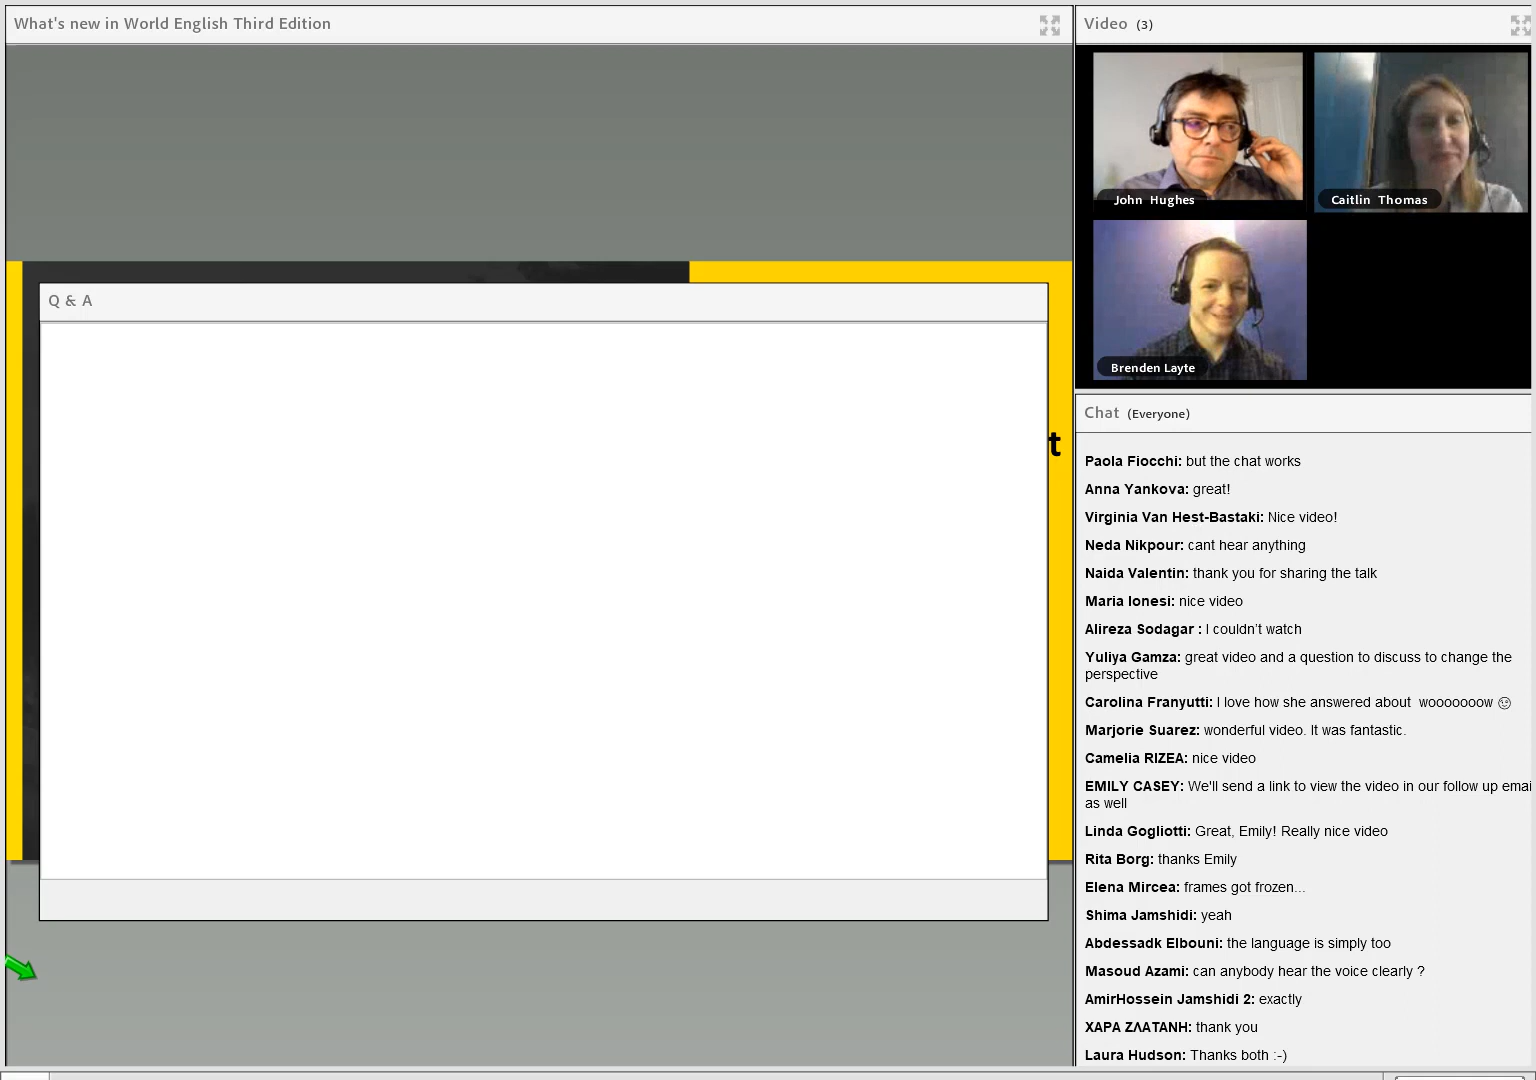 What's new in World English Third Edition
Q & A
t
Video (3)
John Hughes
Caitlin Thomas
Brenden Layte
Chat (Everyone)
Paola Fiocchi: but the chat works
Anna Yankova: great!
Virginia Van Hest-Bastaki: Nice video!
Neda Nikpour: cant hear anything
Naida Valentin: thank you for sharing the talk
Maria Ionesi: nice video
Alireza Sodagar : I couldn't watch
Yuliya Gamza: great video and a question to discuss to change the
perspective
Carolina Franyutti: I love how she answered about wooooooow 😉
Marjorie Suarez: wonderful video. It was fantastic.
Camelia RIZEA: nice video
EMILY CASEY: We'll send a link to view the video in our follow up emai
as well
Linda Gogliotti: Great, Emily! Really nice video
Rita Borg: thanks Emily
Elena Mircea: frames got frozen...
Shima Jamshidi: yeah
Abdessadk Elbouni: the language is simply too
Masoud Azami: can anybody hear the voice clearly ?
AmirHossein Jamshidi 2: exactly
ΧΑΡΑ ΖΛΑΤΑΝΗ: thank you
Laura Hudson: Thanks both :-)